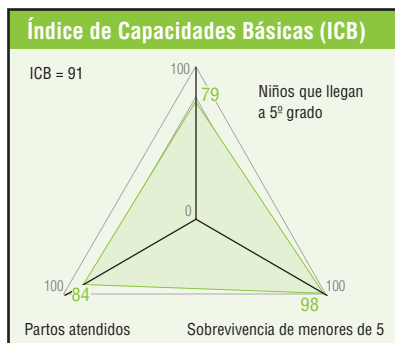 Índice de Capacidades Básicas (ICB)
ICB = 91
100
79
Niños que llegan
a 5º grado
0
100
84
100
98
Partos atendidos
Sobrevivencia de menores de 5